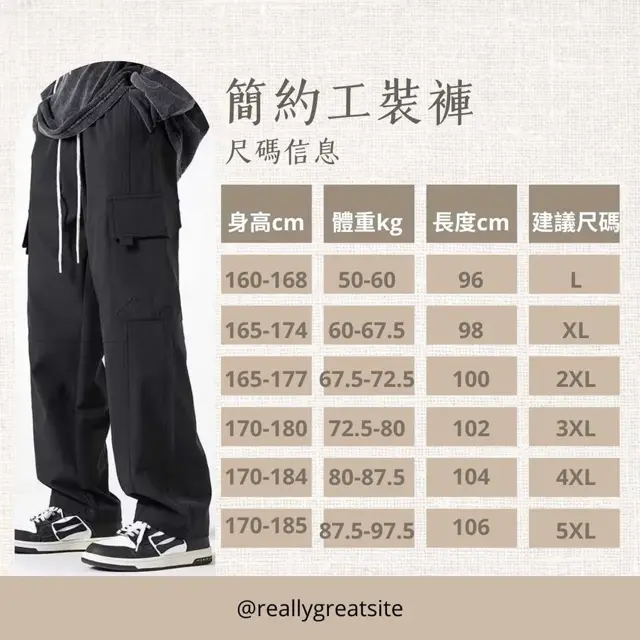 簡約工裝褲
尺碼信息
身高cm 體重kg 長度cm 建議尺碼
160-168 50-60 96 L
165-174 60-67.5 98 XL
165-177 67.5-72.5 100 2XL
170-180 72.5-80 102 3XL
170-184 80-87.5 104 4XL
170-185 87.5-97.5 106 5XL
@reallygreatsite